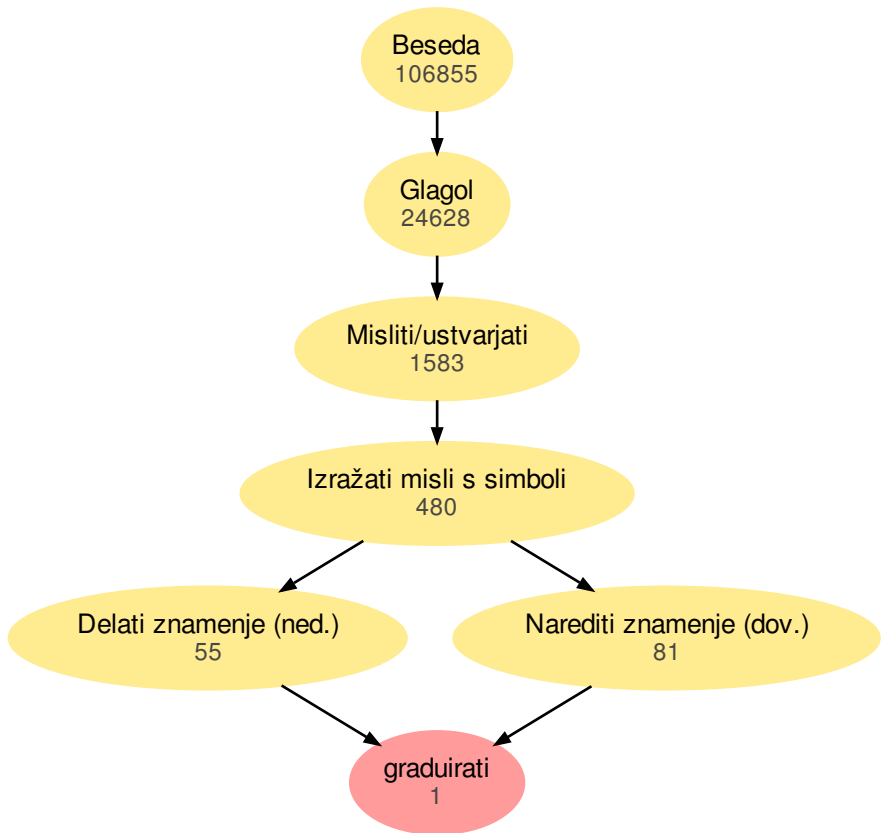 Beseda
106855
Glagol
24628
Misliti/ustvarjati
1583
Izražati misli s simboli
480
Delati znamenje (ned.)
55
Narediti znamenje (dov.)
81
graduirati
1